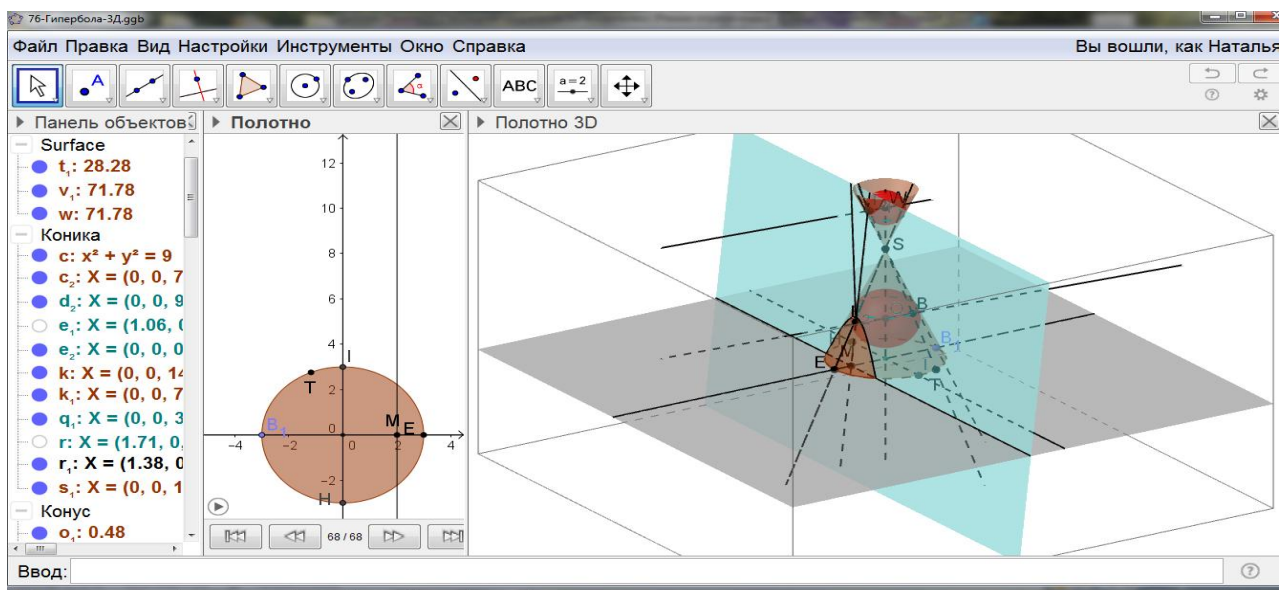 76-Гипербола-3Д.ggb
Файл Правка Вид Настройки Инструменты Окно Справка
Вы вошли, как Наталья
A
α
ABC
a=2
Панель объектов
Полотно
Полотно 3D
Surface
t₁: 28.28
v₁: 71.78
w: 71.78
Коника
c: x² + y² = 9
c₂: X = (0, 0, 7
d₂: X = (0, 0, 9
e₁: X = (1.06, 0
e₂: X = (0, 0, 0
k: X = (0, 0, 14
k₁: X = (0, 0, 7
q₁: X = (0, 0, 3
r: X = (1.71, 0,
r₁: X = (1.38, 0
s₁: X = (0, 0, 1
Конус
o₁: 0.48
12
10
8
6
4
2
0
−2
−4
−2
0
2
4
I
T
B₁
M
E
H
68 / 68
S
B
B₁
E
M
I
T
Ввод: